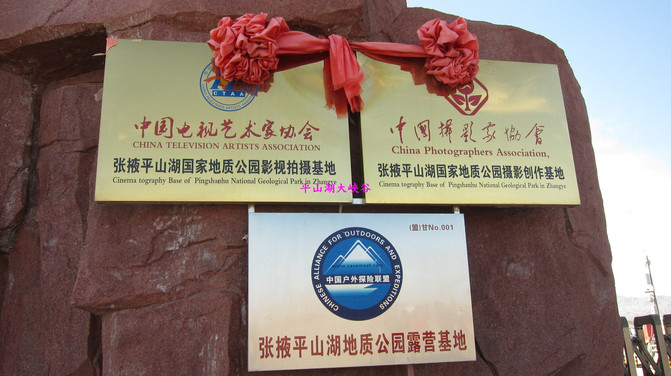 CTAA
中国电视艺术家协会
CHINA TELEVISION ARTISTS ASSOCIATION
张掖平山湖国家地质公园影视拍摄基地
Cinema tography Base of Pingshanhu National Geological Park in Zhangye
中国摄影家协会
China Photographers Association,
张掖平山湖国家地质公园摄影创作基地
Cinema tography Base of Pingshanhu National Geological Park in Zhangye
平山湖大峡谷
(盟)甘No.001
CHINESE ALLIANCE FOR OUTDOORS AND EXPEDITIONS
中国户外探险联盟
张掖平山湖地质公园露营基地